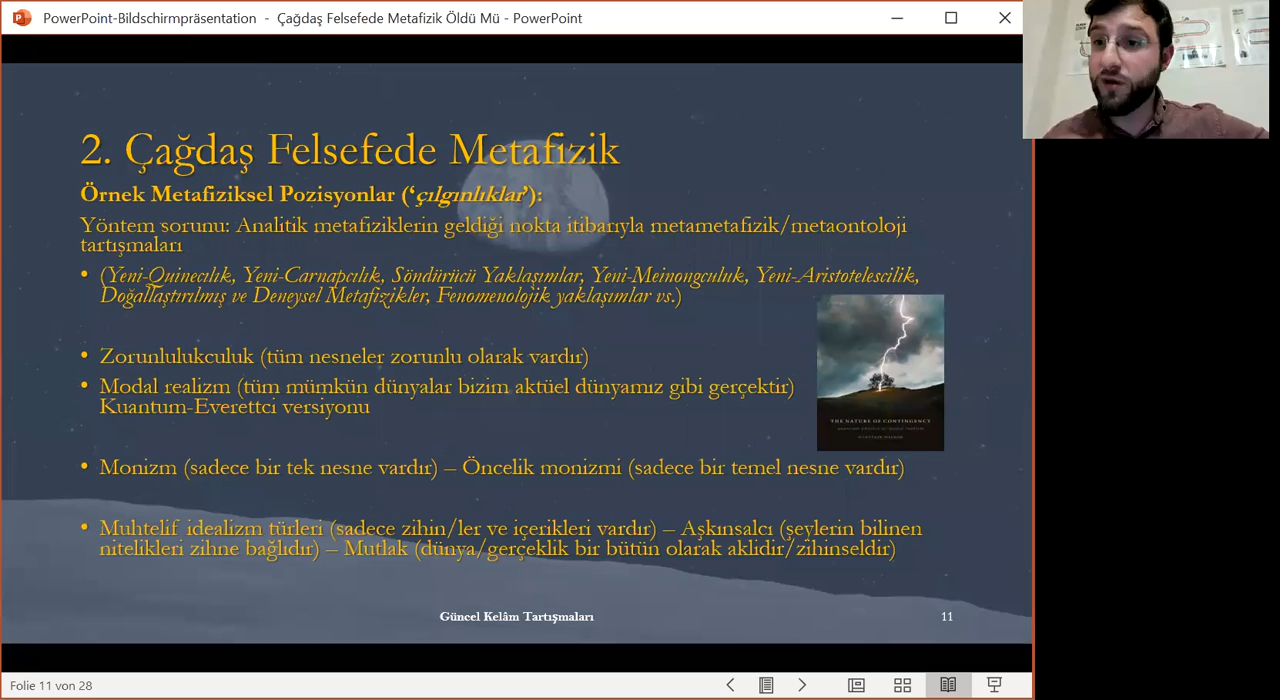 PowerPoint-Bildschirmpräsentation - Çağdaş Felsefede Metafizik Öldü Mü - PowerPoint
2. Çağdaş Felsefede Metafizik
Örnek Metafiziksel Pozisyonlar (‘çılgınlıklar’):
Yöntem sorunu: Analitik metafiziklerin geldiği nokta itibarıyla metametafizik/metaontoloji
tartışmaları
• (Yeni-Quinecılık, Yeni-Carnapcılık, Söndürücü Yaklaşımlar, Yeni-Meinongculuk, Yeni-Aristotelescilik,
Doğallaştırılmış ve Deneysel Metafizikler, Fenomenolojik yaklaşımlar vs.)
• Zorunlulukculuk (tüm nesneler zorunlu olarak vardır)
• Modal realizm (tüm mümkün dünyalar bizim aktüel dünyamız gibi gerçektir)
Kuantum-Everettci versiyonu
THE NATURE OF CONTINGENCY
• Monizm (sadece bir tek nesne vardır) – Öncelik monizmi (sadece bir temel nesne vardır)
• Muhtelif idealizm türleri (sadece zihin/ler ve içerikleri vardır) – Aşkınsalcı (şeylerin bilinen
nitelikleri zihne bağlıdır) – Mutlak (dünya/gerçeklik bir bütün olarak aklidir/zihinseldir)
Güncel Kelâm Tartışmaları
11
Folie 11 von 28